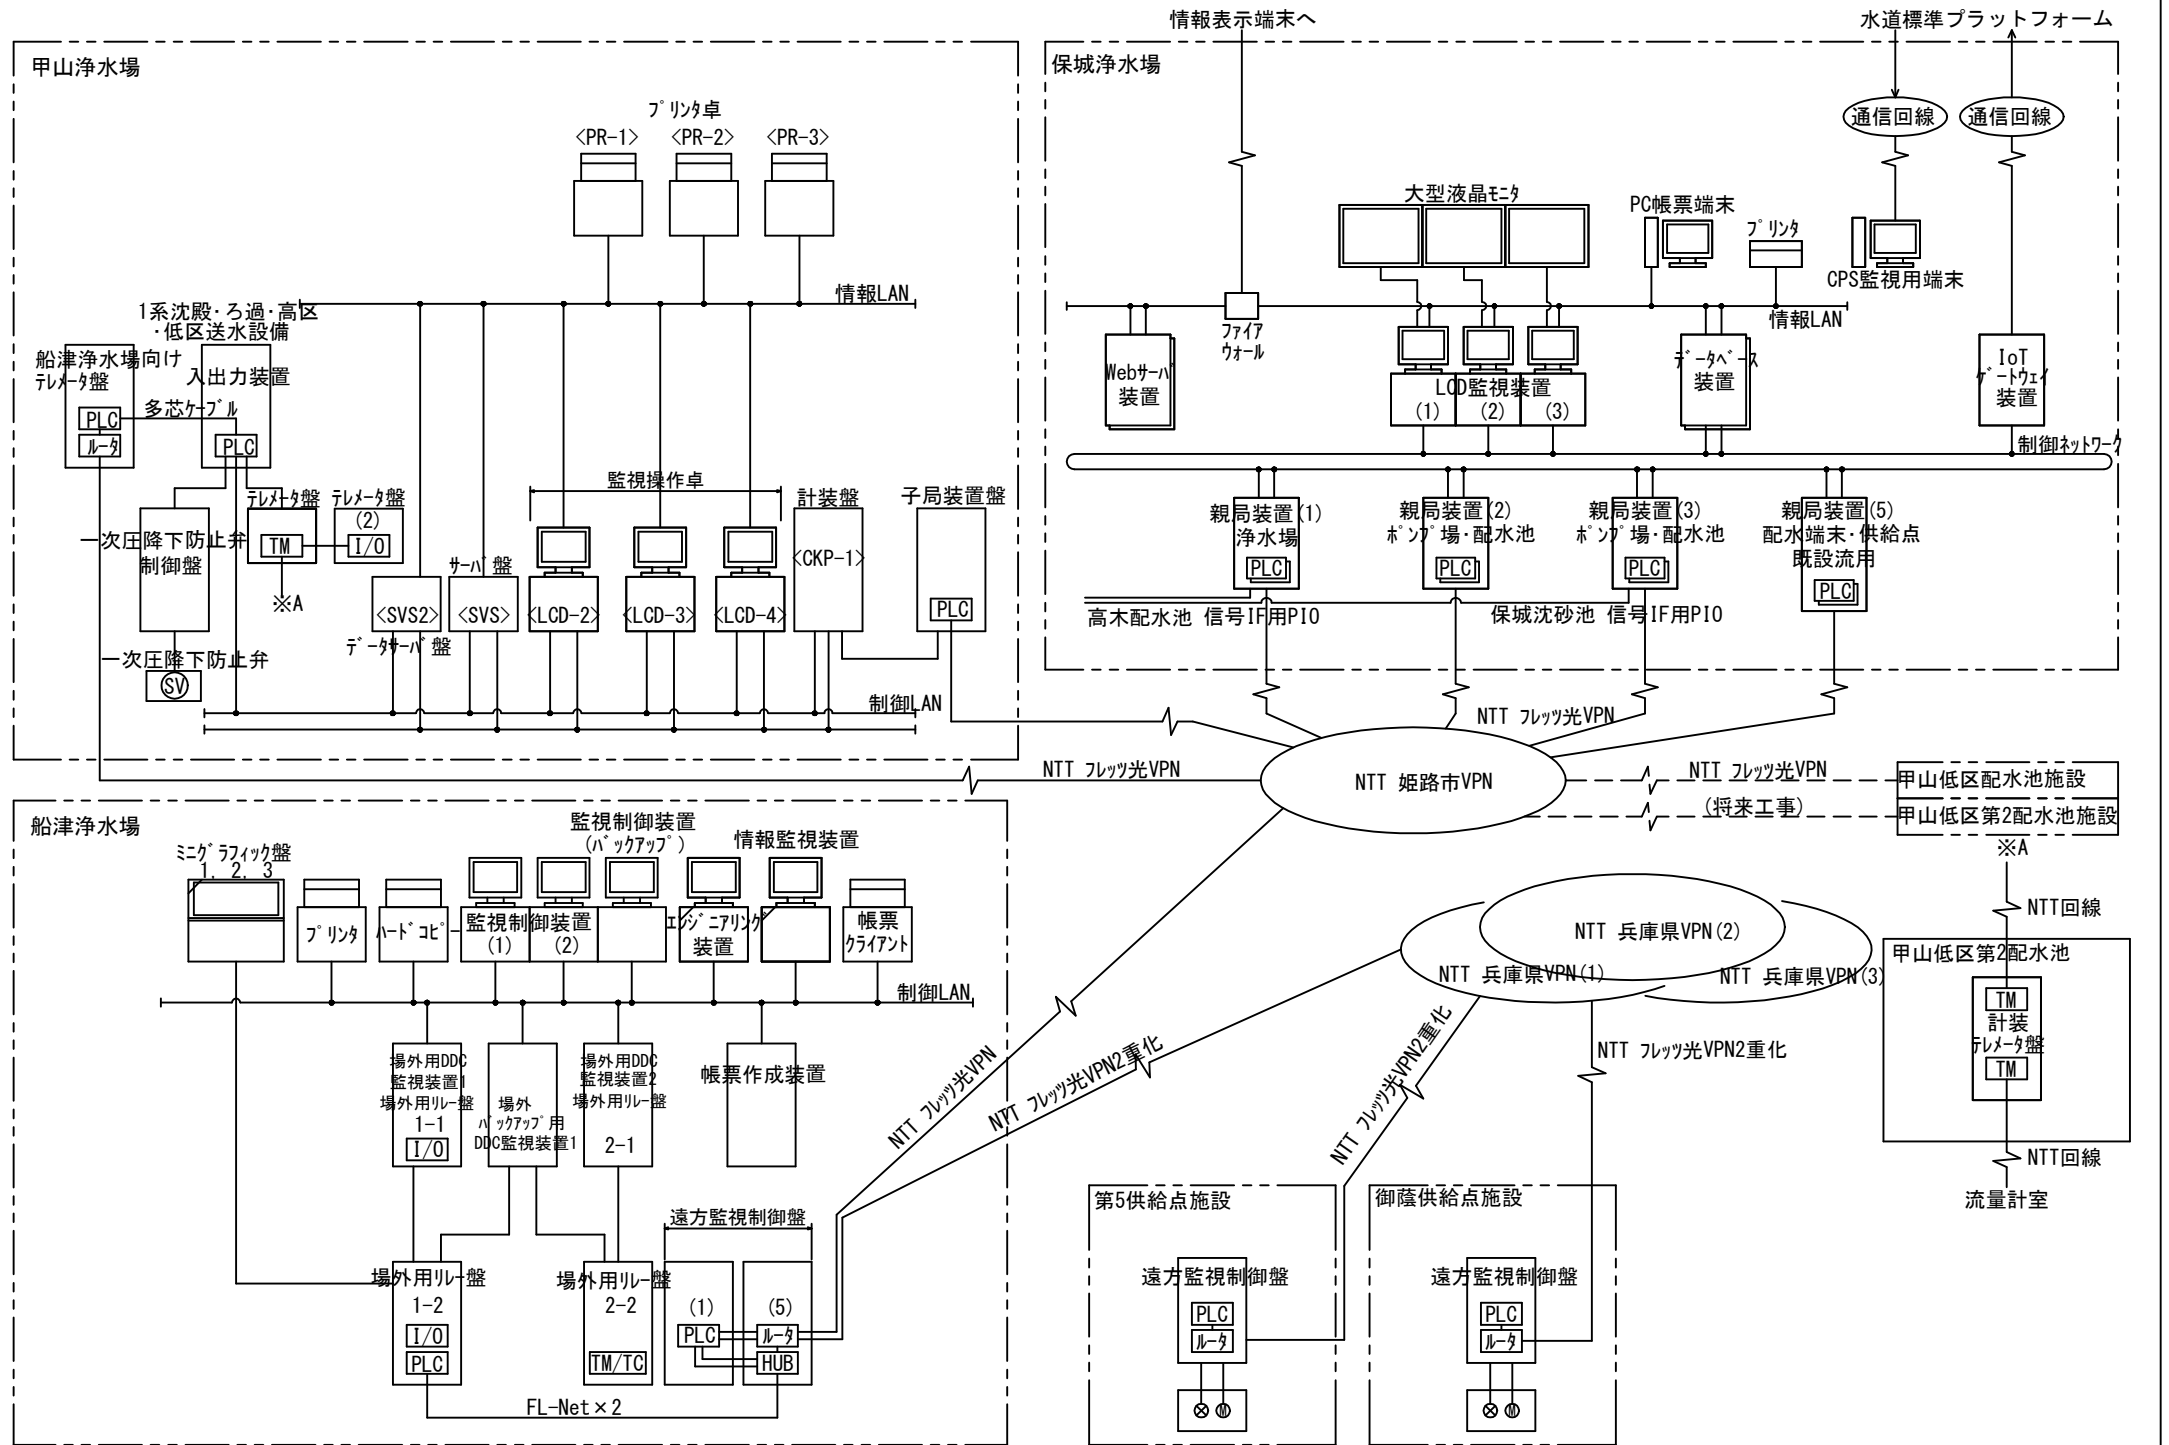 情報表示端末へ
水道標準プラットフォーム
甲山浄水場
プリンタ卓
<PR-1>
<PR-2>
<PR-3>
情報LAN
1系沈殿・ろ過・高区
・低区送水設備
船津浄水場向け
テレメータ盤
入出力装置
多芯ケーブル
PLC
ルータ
PLC
監視操作卓
計装盤
子局装置盤
テレメータ盤
テレメータ盤
(2)
一次圧降下防止弁
制御盤
TM
I/O
※A
サーバ盤
<CKP-1>
<SVS2>
<SVS>
<LCD-2>
<LCD-3>
<LCD-4>
PLC
データサーバ盤
一次圧降下防止弁
SV
制御LAN
保城浄水場
通信回線
通信回線
大型液晶モニタ
PC帳票端末
プリンタ
CPS監視用端末
情報LAN
ファイア
ウォール
Webサーバ
装置
LCD監視装置
(1)
(2)
(3)
データベース
装置
IoT
ゲートウェイ
装置
制御ネットワーク
親局装置(1)
浄水場
PLC
親局装置(2)
ポンプ場・配水池
PLC
親局装置(3)
ポンプ場・配水池
PLC
親局装置(5)
配水端末・供給点
既設流用
PLC
高木配水池 信号IF用PIO
保城沈砂池 信号IF用PIO
NTT フレッツ光VPN
NTT フレッツ光VPN
NTT 姫路市VPN
NTT フレッツ光VPN
(将来工事)
甲山低区配水池施設
甲山低区第2配水池施設
※A
NTT回線
甲山低区第2配水池
TM
計装
テレメータ盤
TM
NTT回線
流量計室
船津浄水場
監視制御装置
(バックアップ)
情報監視装置
ミニグラフィック盤
1, 2, 3
プリンタ
ハードコピー
監視制御装置
(1)
(2)
エンジニアリング
装置
帳票
クライアント
制御LAN
場外用DDC
監視装置1
場外用リレー盤
1-1
I/O
場外
バックアップ用
DDC監視装置1
場外用DDC
監視装置2
場外用リレー盤
2-1
帳票作成装置
遠方監視制御盤
場外用リレー盤
1-2
I/O
PLC
場外用リレー盤
2-2
TM/TC
(1)
PLC
(5)
ルータ
HUB
FL-Net×2
NTT フレッツ光VPN
NTT フレッツ光VPN2重化
NTT 兵庫県VPN(2)
NTT 兵庫県VPN(1)
NTT 兵庫県VPN(3)
NTT フレッツ光VPN2重化
NTT フレッツ光VPN2重化
第5供給点施設
遠方監視制御盤
PLC
ルータ
M
御蔭供給点施設
遠方監視制御盤
PLC
ルータ
M